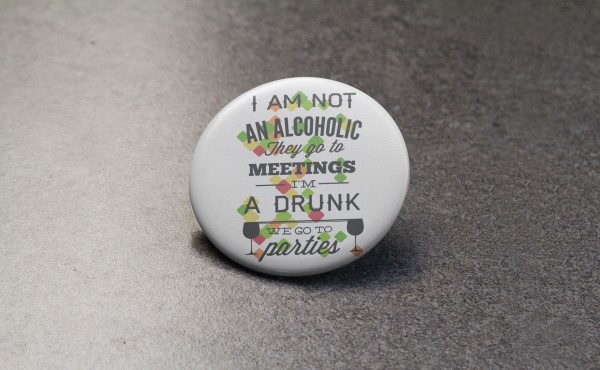 I AM NOT
AN ALCOHOLIC
They go to
MEETINGS
I'M
A DRUNK
WE GO TO
parties